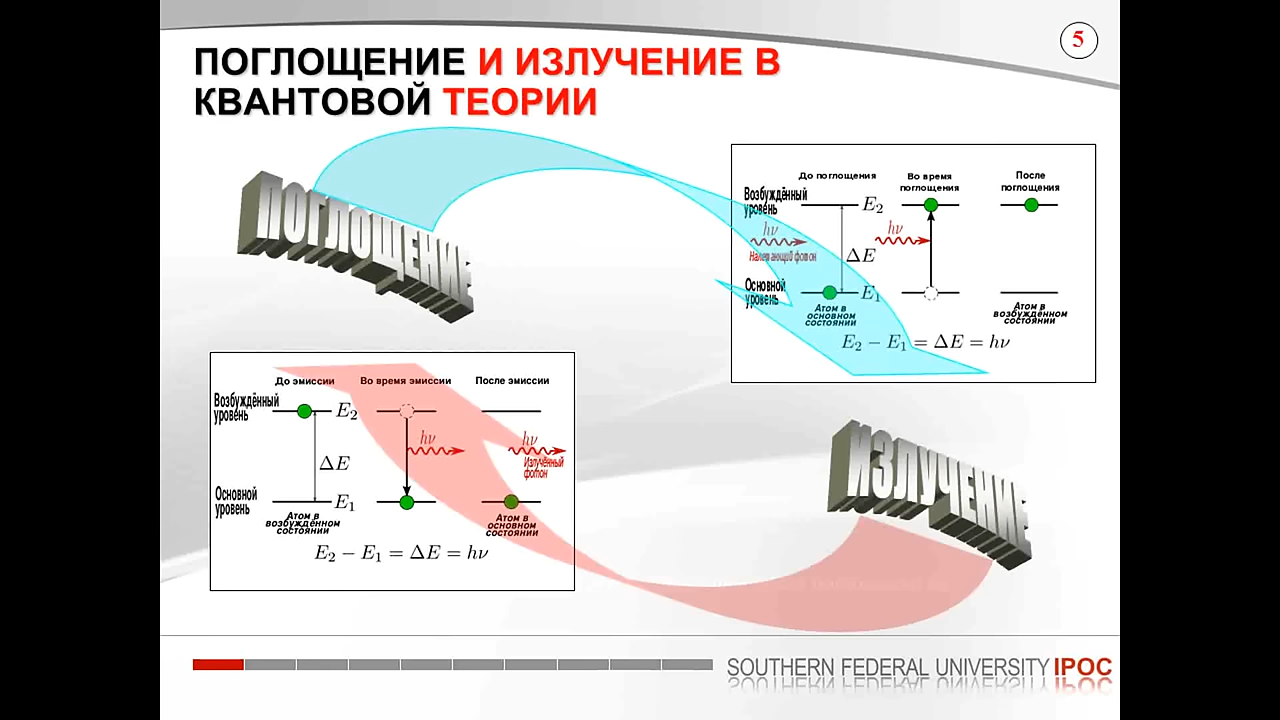 5
ПОГЛОЩЕНИЕ И ИЗЛУЧЕНИЕ В
КВАНТОВОЙ ТЕОРИИ
ПОГЛОЩЕНИЕ
До поглощения
Во время
поглощения
После
поглощения
Возбуждённый
уровень
E₂
hν
hν
Налетающий фотон
ΔE
Основной
уровень
E₁
Атом в
основном
состоянии
Атом в
возбуждённом
состоянии
E₂ − E₁ = ΔE = hν
До эмиссии
Во время эмиссии
После эмиссии
Возбуждённый
уровень
E₂
hν
hν
Излучённый
фотон
ΔE
Основной
уровень
E₁
Атом в
возбуждённом
состоянии
Атом в
основном
состоянии
E₂ − E₁ = ΔE = hν
ИЗЛУЧЕНИЕ
SOUTHERN FEDERAL UNIVERSITY IPOC